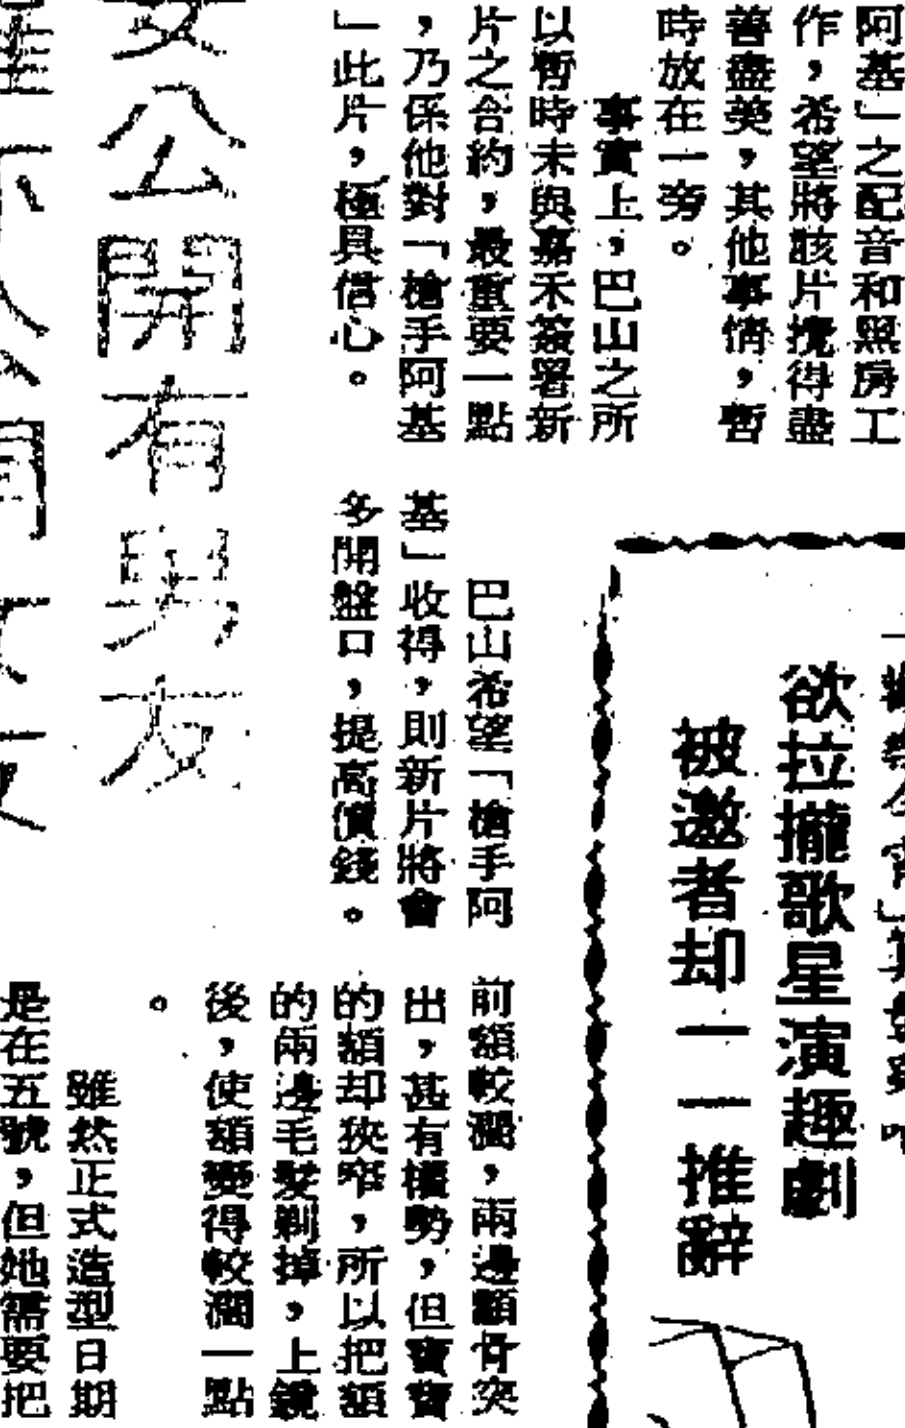 阿基」之配音和黑房工
作，希望將該片攪得盡
善盡美，其他事情，暫
時放在一旁。
事實上，巴山之所
以暫時未與嘉禾簽署新
片之合約，最重要一點
，乃係他對「槍手阿基
」此片，極具信心。
巴山希望「槍手阿
基」收得，則新片將會
多開盤口，提高價錢。
欲拉攏歌星演趣劇
被邀者却一一推辭
公開有男友
前額較濶，兩邊顴骨突
出，甚有權勢，但寶寶
的額却狹窄，所以把額
的兩邊毛髮剃掉，上鏡
後，使額變得較濶一點
。
雖然正式造型日期
是在五號，但她需要把